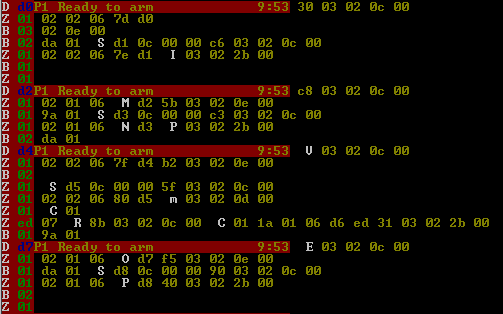 D d0P1 Ready to arm 9:53 30 03 02 0c 00
Z 01 02 02 06 7d d0
B 03 02 0e 00
B 02 da 01 S d1 0c 00 00 c6 03 02 0c 00
Z 01 02 02 06 7e d1 I 03 02 2b 00
B 01
Z 01
D d2P1 Ready to arm 9:53 c8 03 02 0c 00
Z 01 02 01 06 M d2 5b 03 02 0e 00
B 01 9a 01 S d3 0c 00 00 c3 03 02 0c 00
Z 01 02 01 06 N d3 P 03 02 2b 00
B 02 da 01
D d4P1 Ready to arm 9:53 V 03 02 0c 00
Z 01 02 02 06 7f d4 b2 03 02 0e 00
B 02
Z 01 S d5 0c 00 00 5f 03 02 0c 00
Z 01 02 02 06 80 d5 m 03 02 0d 00
Z 01 C 01
Z ed 07 R 8b 03 02 0c 00 C 01 1a 01 06 d6 ed 31 03 02 2b 00
B 01 9a 01
D d7P1 Ready to arm 9:53 E 03 02 0c 00
Z 01 02 01 06 O d7 f5 03 02 0e 00
B 01 da 01 S d8 0c 00 00 90 03 02 0c 00
Z 01 02 01 06 P d8 40 03 02 2b 00
B 02
Z 01